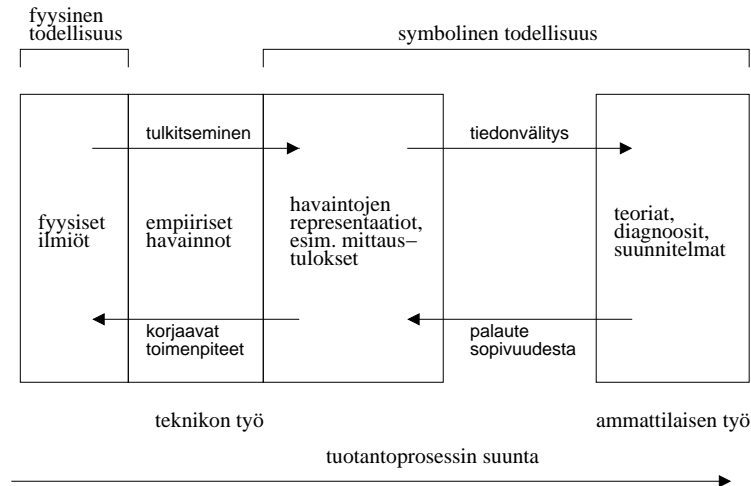 fyysinen
todellisuus
symbolinen todellisuus
tulkitseminen
tiedonvälitys
fyysiset
ilmiöt
empiiriset
havainnot
havaintojen
representaatiot,
esim. mittaus–
tulokset
teoriat,
diagnoosit,
suunnitelmat
korjaavat
toimenpiteet
palaute
sopivuudesta
teknikon työ
ammattilaisen työ
tuotantoprosessin suunta